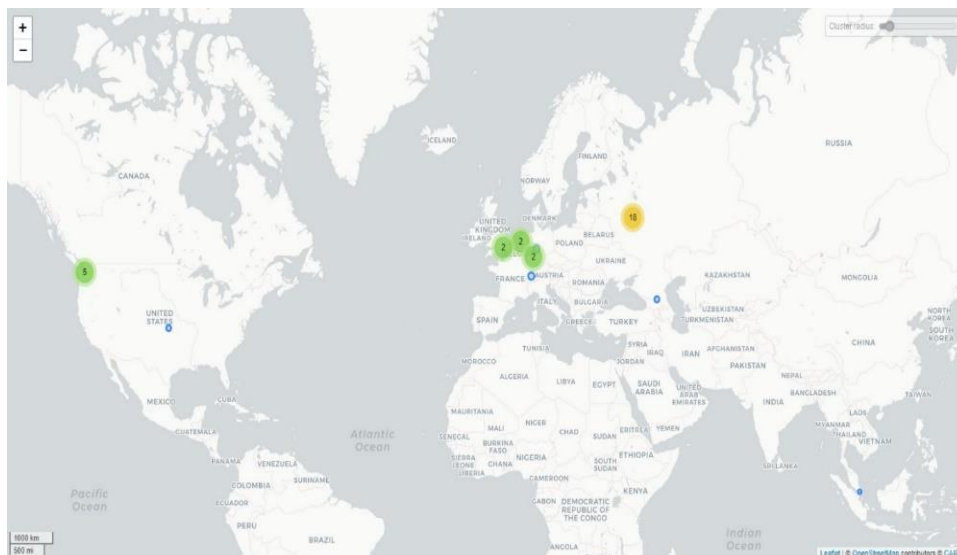 +
−
Cluster radius:
ICELAND
RUSSIA
FINLAND
NORWAY
CANADA
UNITED
KINGDOM
DENMARK
IRELAND
BELARUS
POLAND
18
2
2
2
UKRAINE
5
FRANCE
AUSTRIA
KAZAKHSTAN
MONGOLIA
ROMANIA
ITALY
BULGARIA
UZBEKISTAN
NORTH
KOREA
UNITED
STATES
SPAIN
GREECE
TURKEY
TURKMENISTAN
SOUTH
KOREA
TUNISIA
SYRIA
IRAQ
IRAN
AFGHANISTAN
CHINA
MOROCCO
JORDAN
PAKISTAN
ALGERIA
LIBYA
EGYPT
SAUDI
ARABIA
UNITED
ARAB
EMIRATES
NEPAL
BANGLADESH
TAIWAN
MEXICO
CUBA
INDIA
MAURITANIA
LAOS
GUATEMALA
Atlantic
Ocean
SENEGAL
MALI
NIGER
CHAD
SUDAN
ERITREA
YEMEN
MYANMAR
THAILAND
VIETNAM
BURKINA
FASO
PANAMA
VENEZUELA
SIERRA
LEONE
GHANA
NIGERIA
SOUTH
SUDAN
ETHIOPIA
SRI LANKA
LIBERIA
CAMEROON
COLOMBIA
SURINAME
Pacific
Ocean
ECUADOR
GABON
DEMOCRATIC
REPUBLIC OF
THE CONGO
KENYA
PERU
BRAZIL
ANGOLA
Indian
Ocean
1000 km
500 mi
Leaflet | © OpenStreetMap contributors © CAR